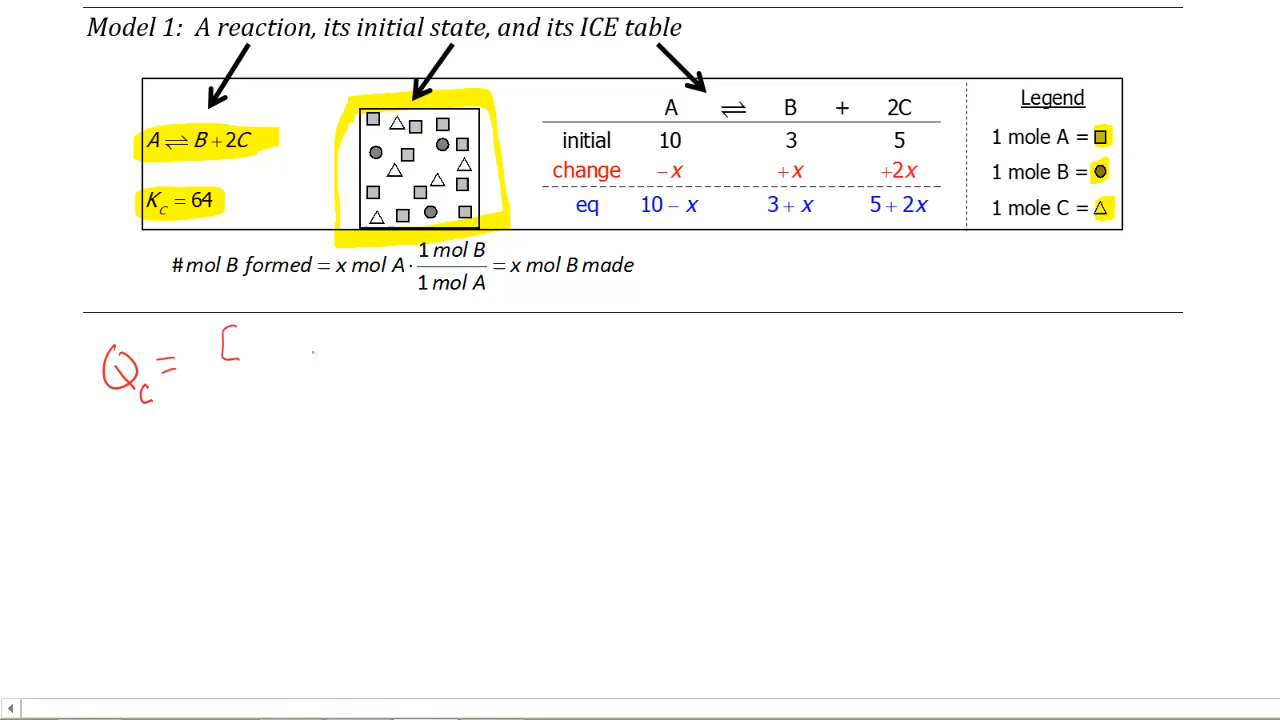 Model 1: A reaction, its initial state, and its ICE table
A ⇌ B + 2C
K_C = 64
A ⇌ B + 2C
initial 10 3 5
change −x +x +2x
eq 10 − x 3 + x 5 + 2x
Legend
1 mole A =
1 mole B =
1 mole C =
# mol B formed = x mol A · 1 mol B / 1 mol A = x mol B made
Q_c = [